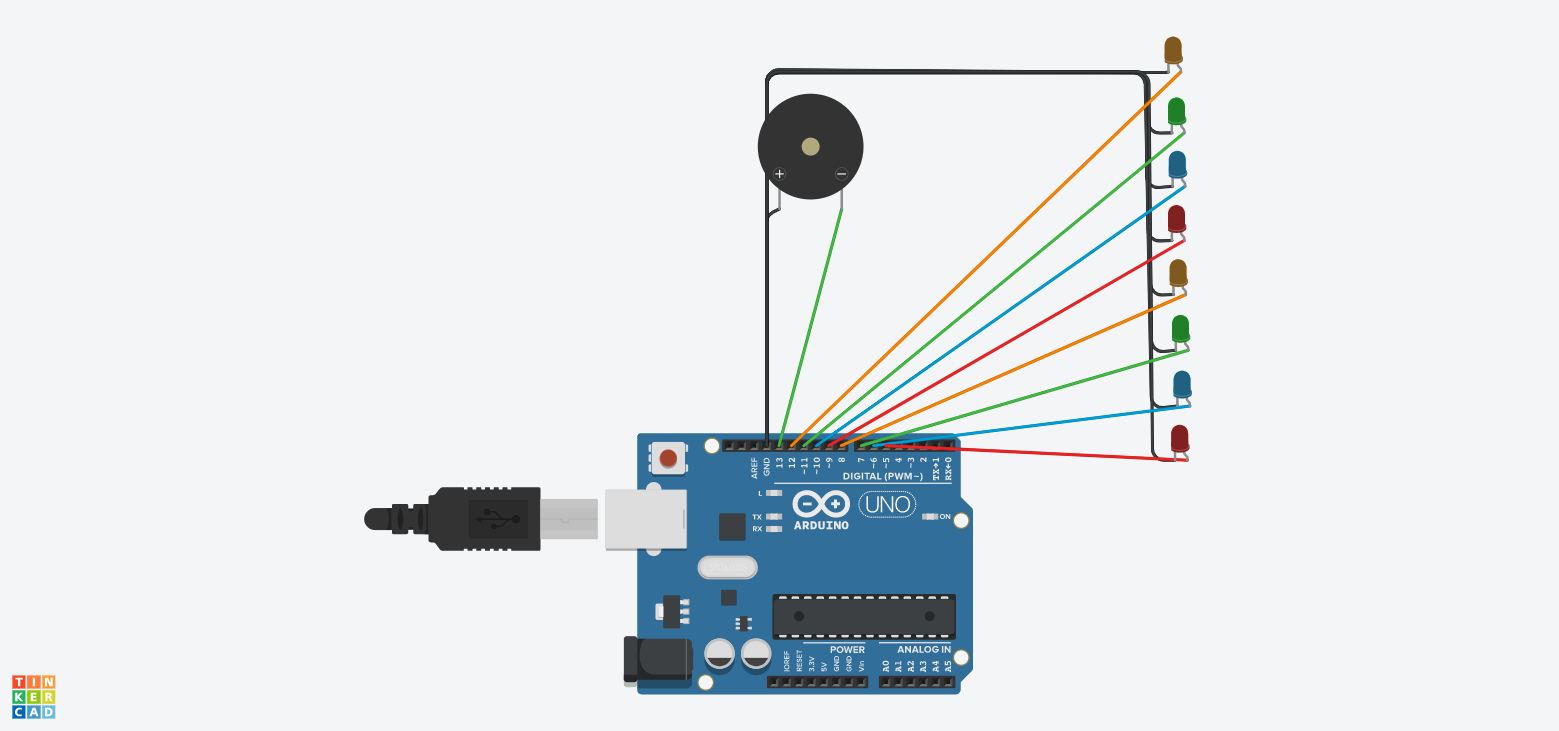 + −
AREF
GND
13
12
~11
~10
~9
8
7
~6
~5
4
~3
2
TX→1
RX←0
DIGITAL (PWM~)
L
TX
RX
UNO
ON
ARDUINO
POWER
ANALOG IN
IOREF
RESET
3.3V
5V
GND
GND
Vin
A0
A1
A2
A3
A4
A5
TIN
KER
CAD